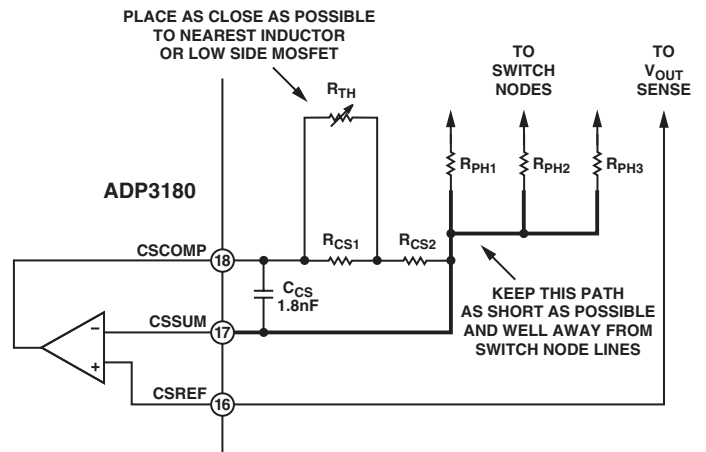 PLACE AS CLOSE AS POSSIBLE
TO NEAREST INDUCTOR
OR LOW SIDE MOSFET
TO
SWITCH
NODES
TO
VOUT
SENSE
RTH
RPH1
RPH2
RPH3
ADP3180
CSCOMP
18
RCS1
RCS2
CCS
1.8nF
KEEP THIS PATH
AS SHORT AS POSSIBLE
AND WELL AWAY FROM
SWITCH NODE LINES
CSSUM
17
–
+
CSREF
16